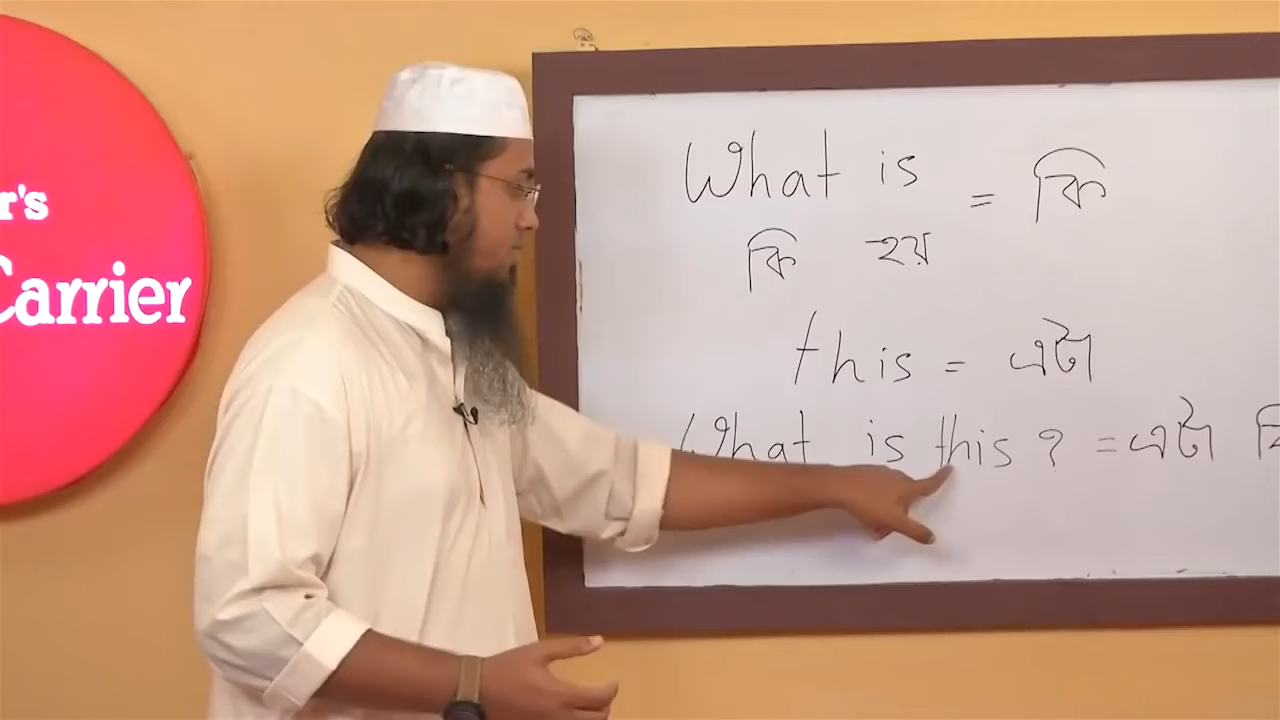 r's
Carrier
What is = কি
কি হয়
this = এটা
What is this? = এটা